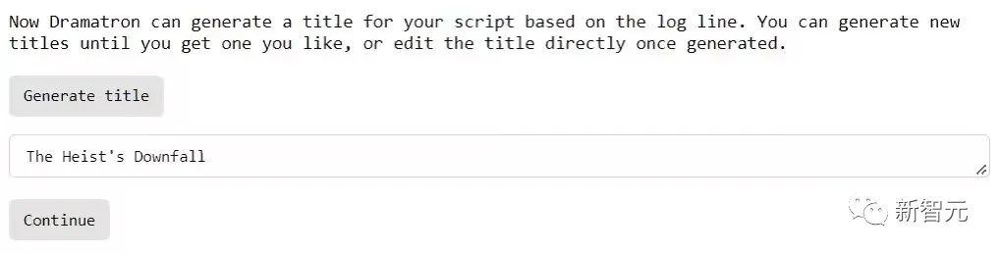 Now Dramatron can generate a title for your script based on the log line. You can generate new
titles until you get one you like, or edit the title directly once generated.
Generate title
The Heist's Downfall
Continue
新智元